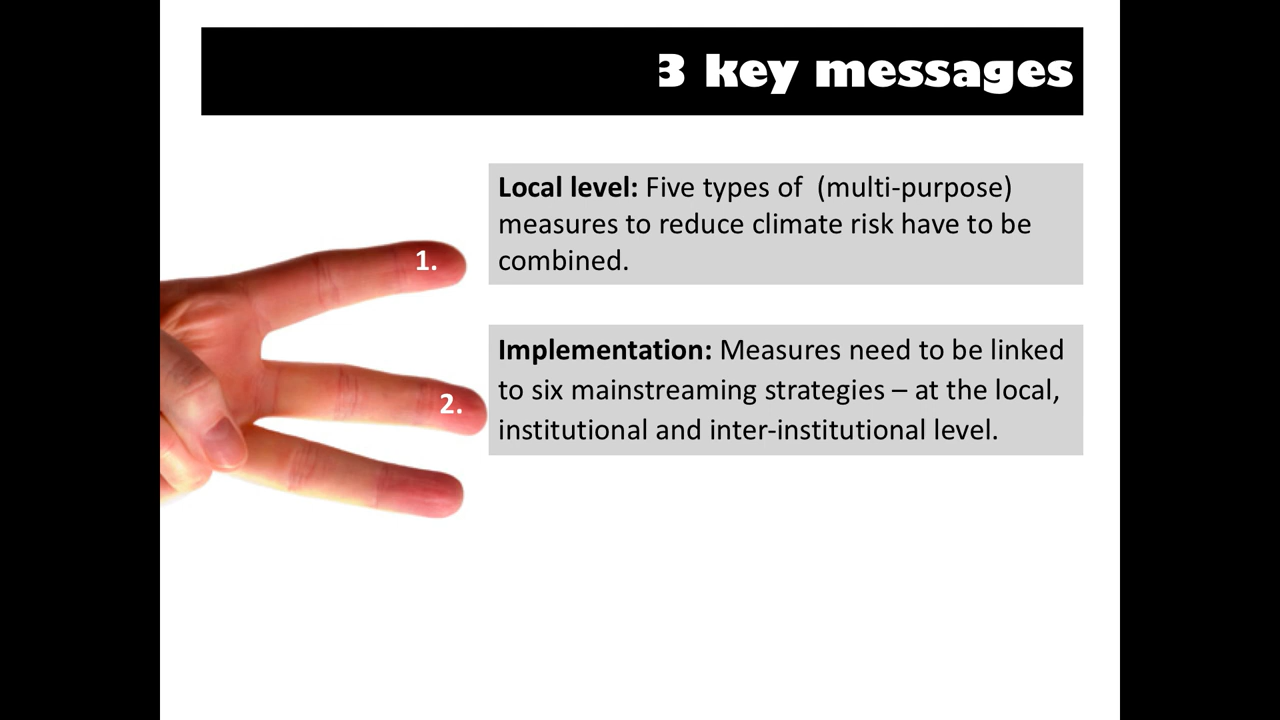 3 key messages
Local level: Five types of  (multi-purpose)
measures to reduce climate risk have to be
combined.
1.
Implementation: Measures need to be linked
to six mainstreaming strategies – at the local,
institutional and inter-institutional level.
2.